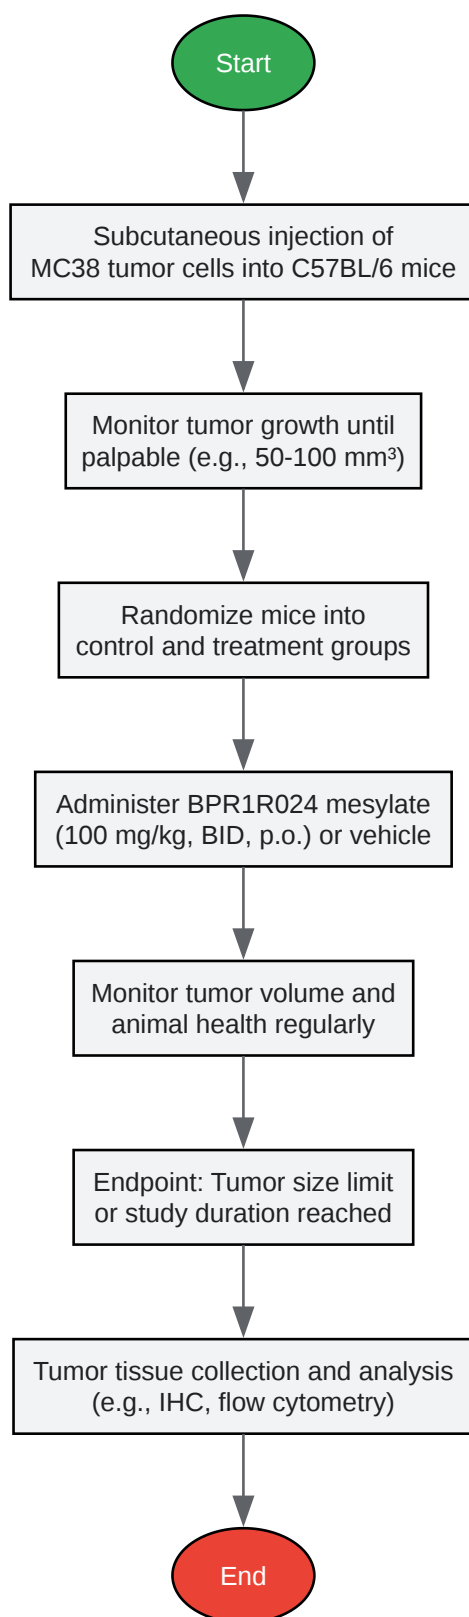 Start
Subcutaneous injection of
MC38 tumor cells into C57BL/6 mice
Monitor tumor growth until
palpable (e.g., 50-100 mm³)
Randomize mice into
control and treatment groups
Administer BPR1R024 mesylate
(100 mg/kg, BID, p.o.) or vehicle
Monitor tumor volume and
animal health regularly
Endpoint: Tumor size limit
or study duration reached
Tumor tissue collection and analysis
(e.g., IHC, flow cytometry)
End